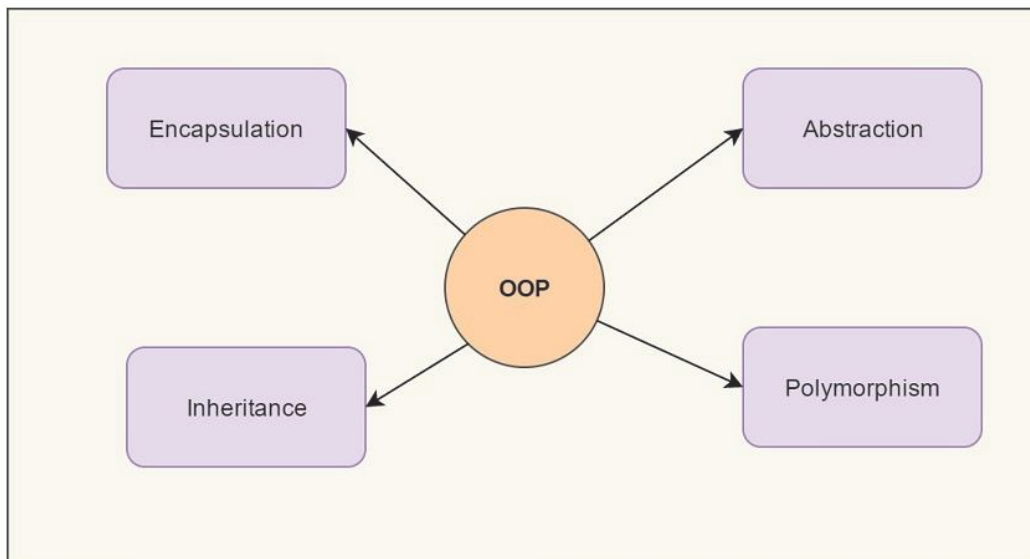 Encapsulation
Abstraction
OOP
Inheritance
Polymorphism